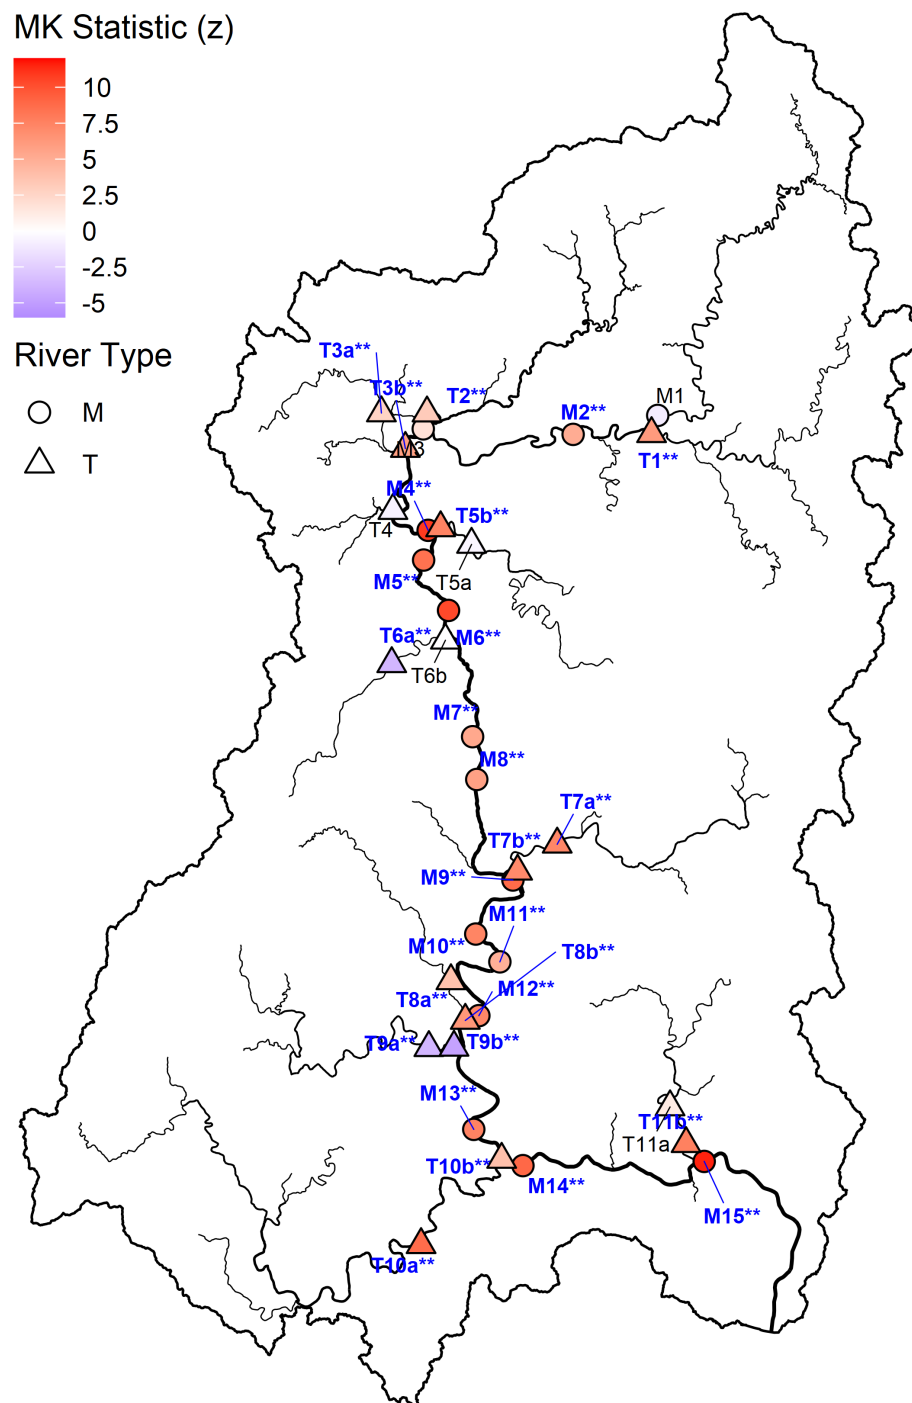 MK Statistic (z)
10
7.5
5
2.5
0
-2.5
-5
River Type
M
T
T3a**
T3b**
T2**
M1
M2**
T1**
M3
M4**
T5b**
T4
M5**
T5a
T6a**
M6**
T6b
M7**
M8**
T7a**
T7b**
M9**
M11**
M10**
T8b**
M12**
T8a**
T9a**
T9b**
M13**
T11b**
T11a
T10b**
M14**
M15**
T10a**